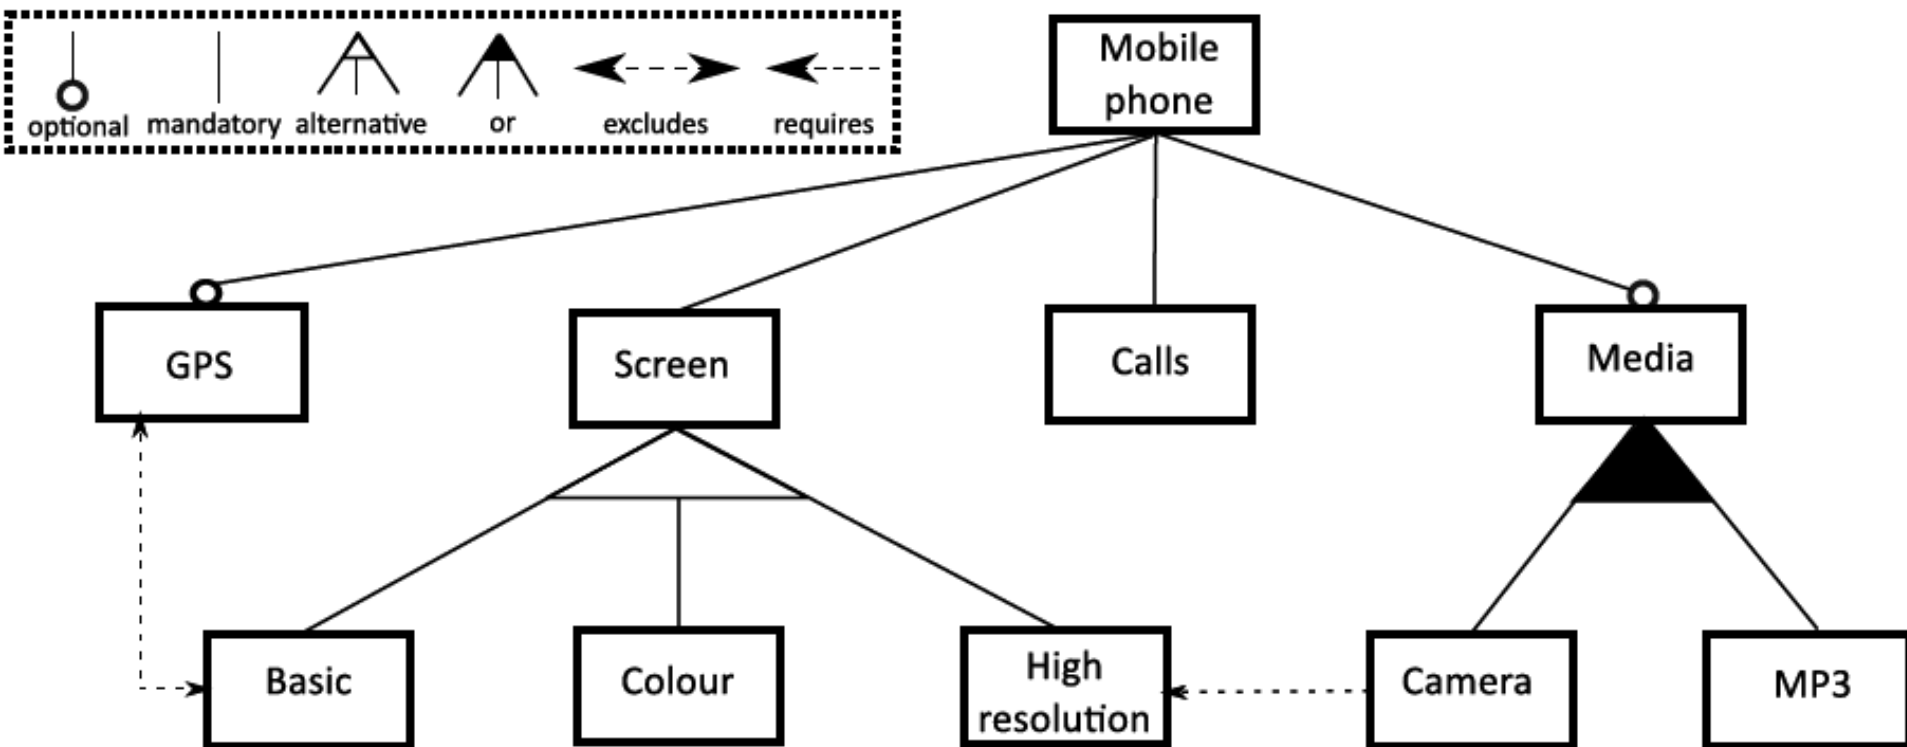 optional mandatory alternative or excludes requires
Mobile
phone
GPS
Screen
Calls
Media
Basic
Colour
High
resolution
Camera
MP3